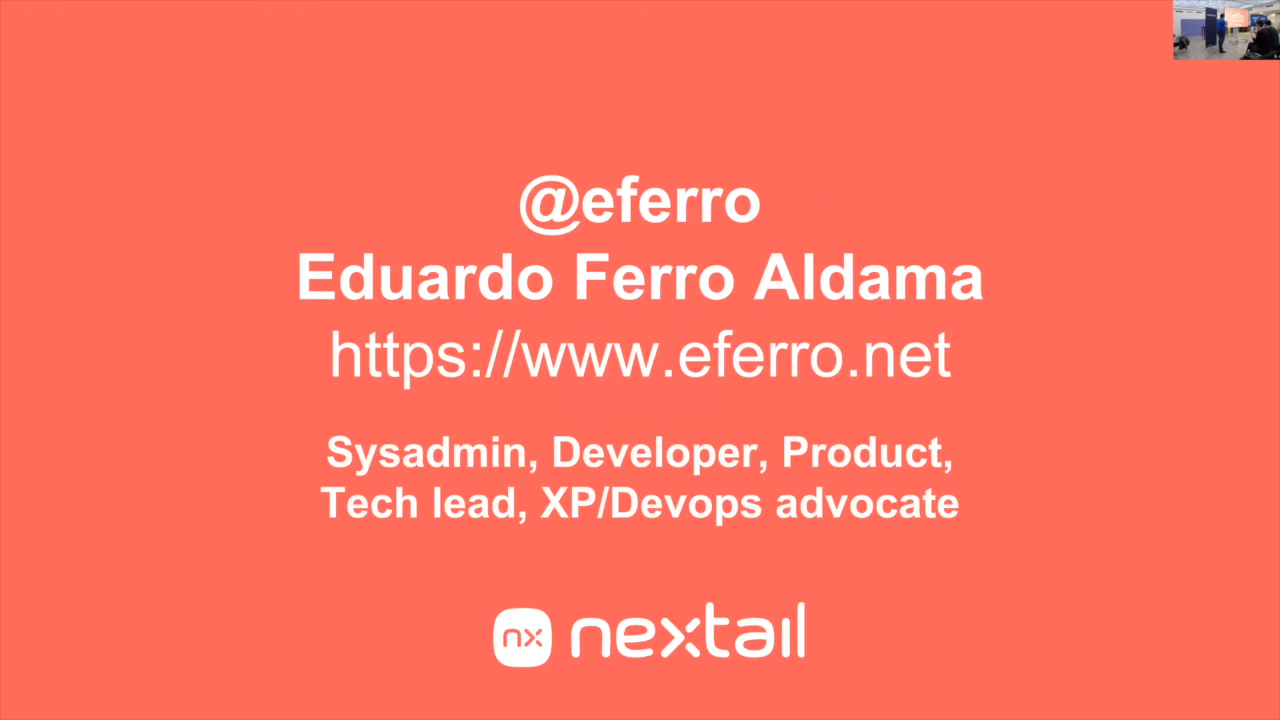 @eferro
Eduardo Ferro Aldama
https://www.eferro.net
Sysadmin, Developer, Product,
Tech lead, XP/Devops advocate
nx nextail